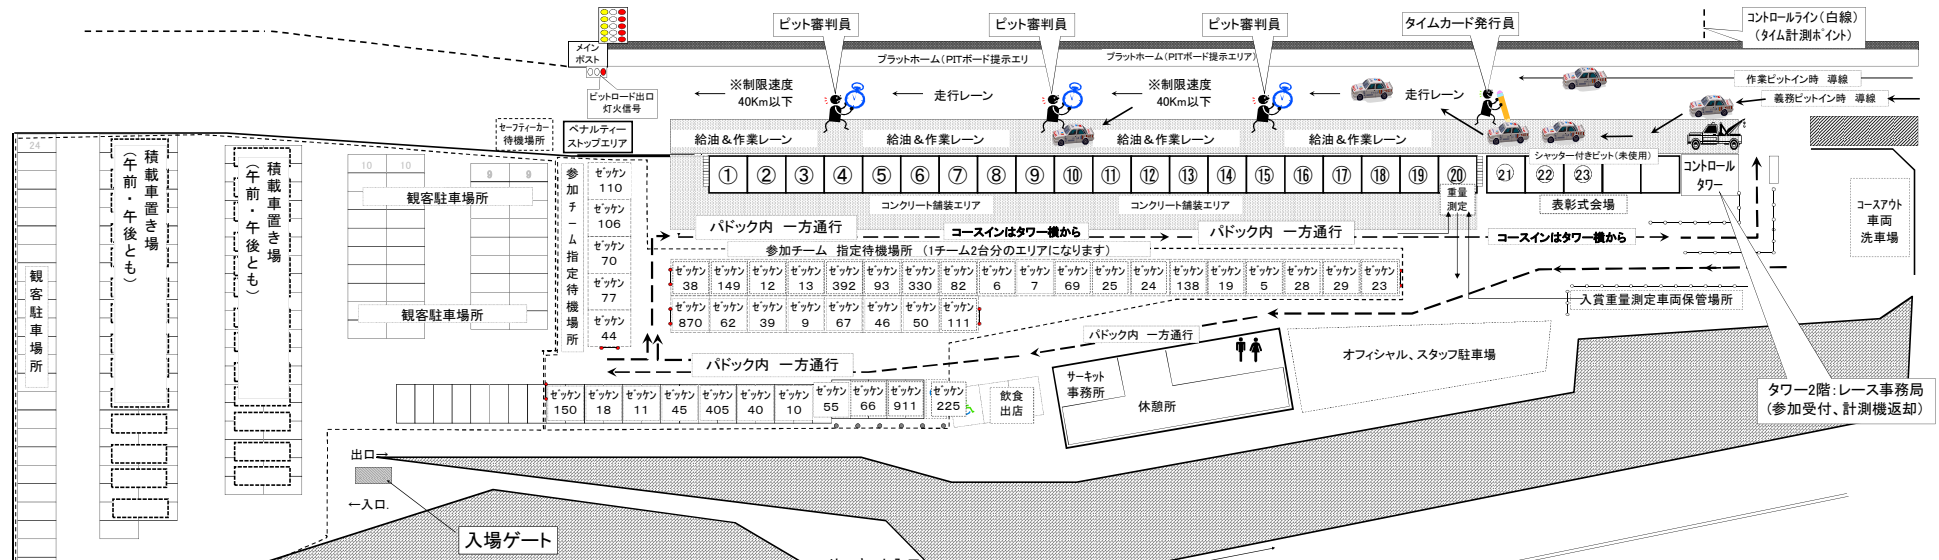 ピット審判員
ピット審判員
ピット審判員
タイムカード発行員
コントロールライン（白線）
（タイム計測ﾎﾟｲﾝﾄ）
メイン
ポスト
プラットホーム（PITボード提示エリ
プラットホーム（PITボード提示エリア）
ピットロード出口
灯火信号
※制限速度
40Km以下
走行レーン
※制限速度
40Km以下
走行レーン
作業ピットイン時　導線
義務ピットイン時　導線
ｾｰﾌﾃｨｰｶｰ
待機場所
ペナルティー
ストップエリア
給油＆作業レーン
給油＆作業レーン
給油＆作業レーン
給油＆作業レーン
シャッター付きピット（未使用）
① ② ③ ④ ⑤ ⑥ ⑦ ⑧ ⑨ ⑩ ⑪ ⑫ ⑬ ⑭ ⑮ ⑯ ⑰ ⑱ ⑲ ⑳ ㉑ ㉒ ㉓
コントロール
タワー
重量
測定
コンクリート舗装エリア
コンクリート舗装エリア
表彰式会場
コースアウト
車両
洗車場
パドック内　一方通行
コースインはタワー横から
パドック内　一方通行
コースインはタワー横から
参加チーム　指定待機場所　（1チーム2台分のエリアになります）
ｾﾞｯｹﾝ ｾﾞｯｹﾝ ｾﾞｯｹﾝ ｾﾞｯｹﾝ ｾﾞｯｹﾝ ｾﾞｯｹﾝ ｾﾞｯｹﾝ ｾﾞｯｹﾝ ｾﾞｯｹﾝ ｾﾞｯｹﾝ ｾﾞｯｹﾝ ｾﾞｯｹﾝ ｾﾞｯｹﾝ ｾﾞｯｹﾝ ｾﾞｯｹﾝ ｾﾞｯｹﾝ ｾﾞｯｹﾝ ｾﾞｯｹﾝ ｾﾞｯｹﾝ
38 149 12 13 392 93 330 82 6 7 69 25 24 138 19 5 28 29 23
ｾﾞｯｹﾝ ｾﾞｯｹﾝ ｾﾞｯｹﾝ ｾﾞｯｹﾝ ｾﾞｯｹﾝ ｾﾞｯｹﾝ ｾﾞｯｹﾝ ｾﾞｯｹﾝ
870 62 39 9 67 46 50 111
参加チーム指定待機場所
ｾﾞｯｹﾝ
110
ｾﾞｯｹﾝ
106
ｾﾞｯｹﾝ
70
ｾﾞｯｹﾝ
77
ｾﾞｯｹﾝ
44
24
積載車置き場
（午前・午後とも）
積載車置き場
（午前・午後とも）
10 10
9 9
観客駐車場所
観客駐車場所
観客駐車場所
入賞重量測定車両保管場所
パドック内　一方通行
パドック内　一方通行
オフィシャル、スタッフ駐車場
サーキット
事務所
休憩所
タワー2階：レース事務局
（参加受付、計測機返却）
ｾﾞｯｹﾝ ｾﾞｯｹﾝ ｾﾞｯｹﾝ ｾﾞｯｹﾝ ｾﾞｯｹﾝ ｾﾞｯｹﾝ ｾﾞｯｹﾝ ｾﾞｯｹﾝ ｾﾞｯｹﾝ ｾﾞｯｹﾝ ｾﾞｯｹﾝ
150 18 11 45 405 40 10 55 66 911 225
飲食
出店
出口→
←入口.
入場ゲート